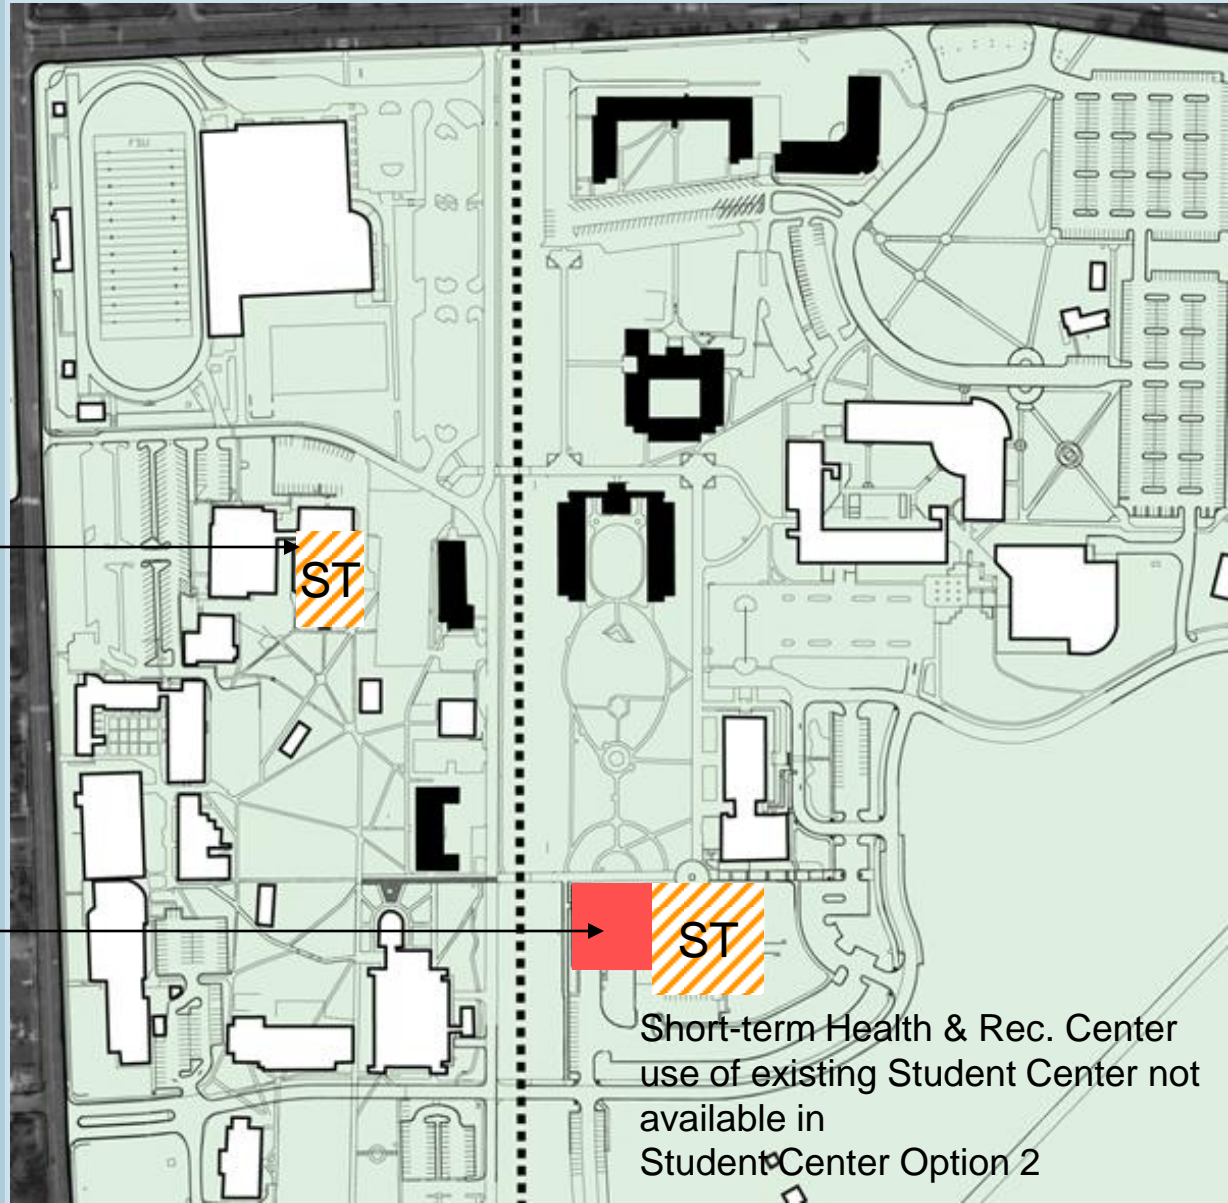 FSU
ST
ST
Short-term Health & Rec. Center
use of existing Student Center not
available in
Student Center Option 2